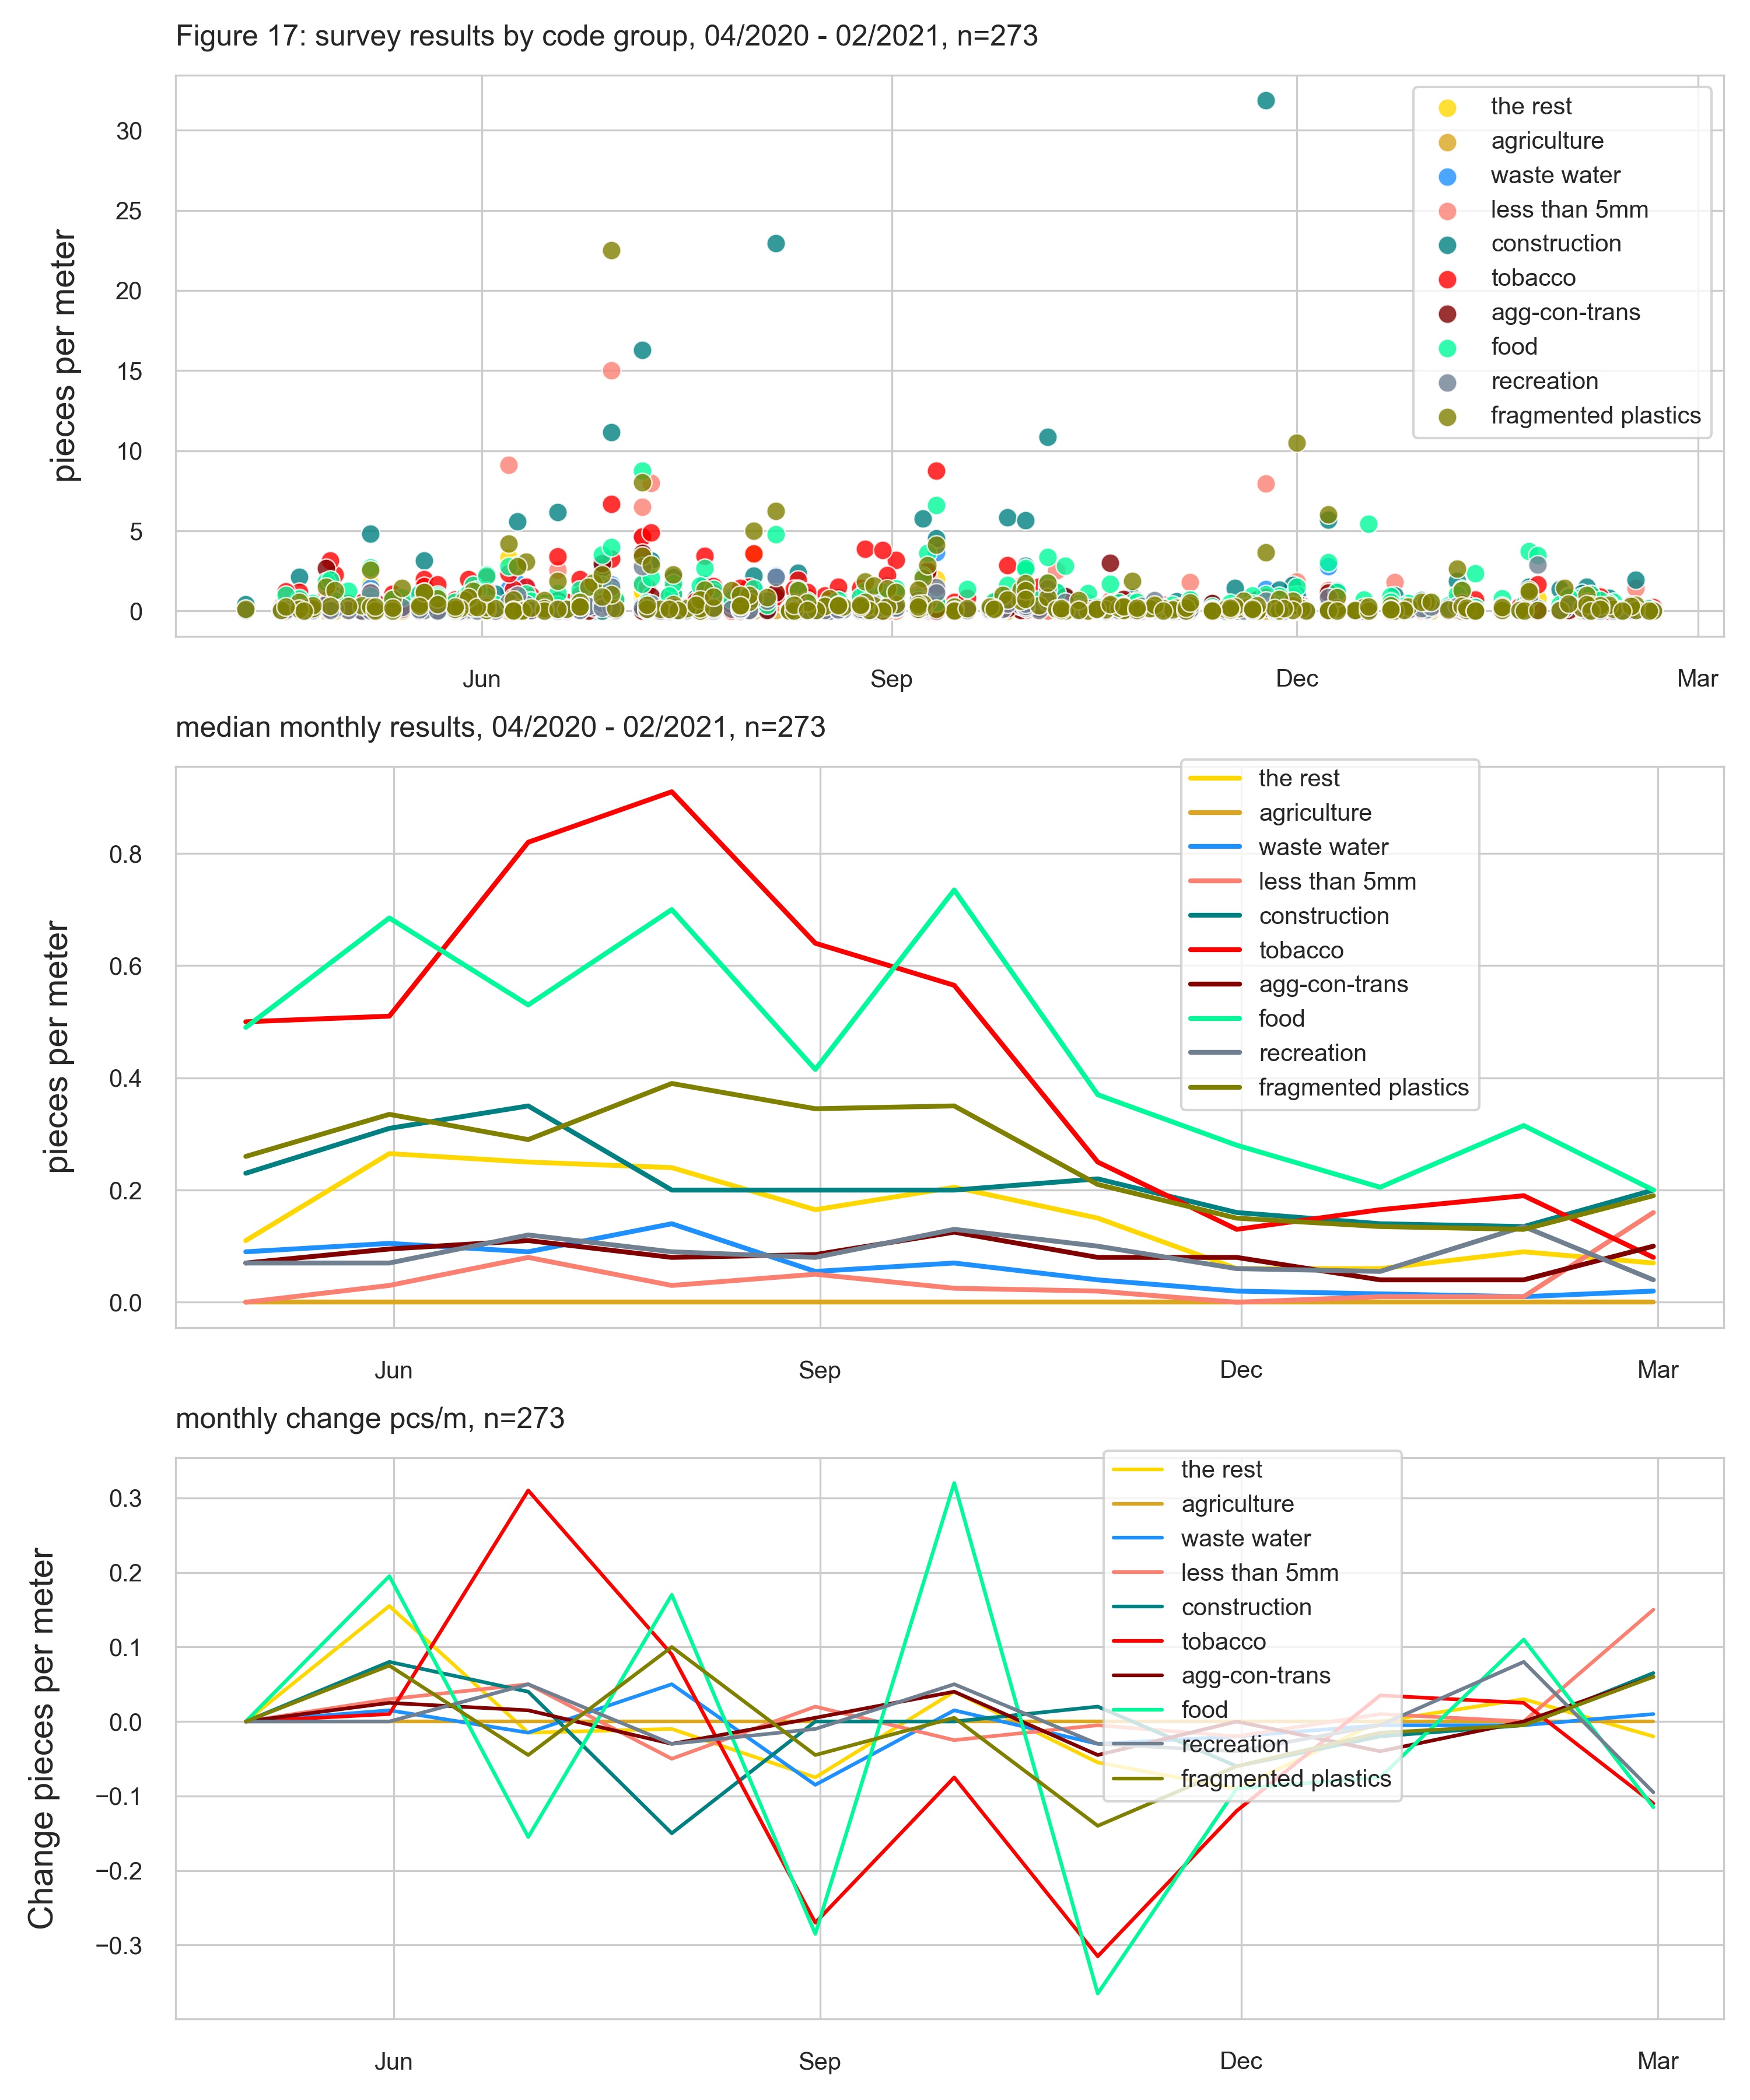 Figure 17: survey results by code group, 04/2020 - 02/2021, n=273
pieces per meter
30
25
20
15
10
5
0
the rest
agriculture
waste water
less than 5mm
construction
tobacco
agg-con-trans
food
recreation
fragmented plastics
Jun
Sep
Dec
Mar
median monthly results, 04/2020 - 02/2021, n=273
pieces per meter
0.8
0.6
0.4
0.2
0.0
the rest
agriculture
waste water
less than 5mm
construction
tobacco
agg-con-trans
food
recreation
fragmented plastics
Jun
Sep
Dec
Mar
monthly change pcs/m, n=273
Change pieces per meter
0.3
0.2
0.1
0.0
−0.1
−0.2
−0.3
the rest
agriculture
waste water
less than 5mm
construction
tobacco
agg-con-trans
food
recreation
fragmented plastics
Jun
Sep
Dec
Mar